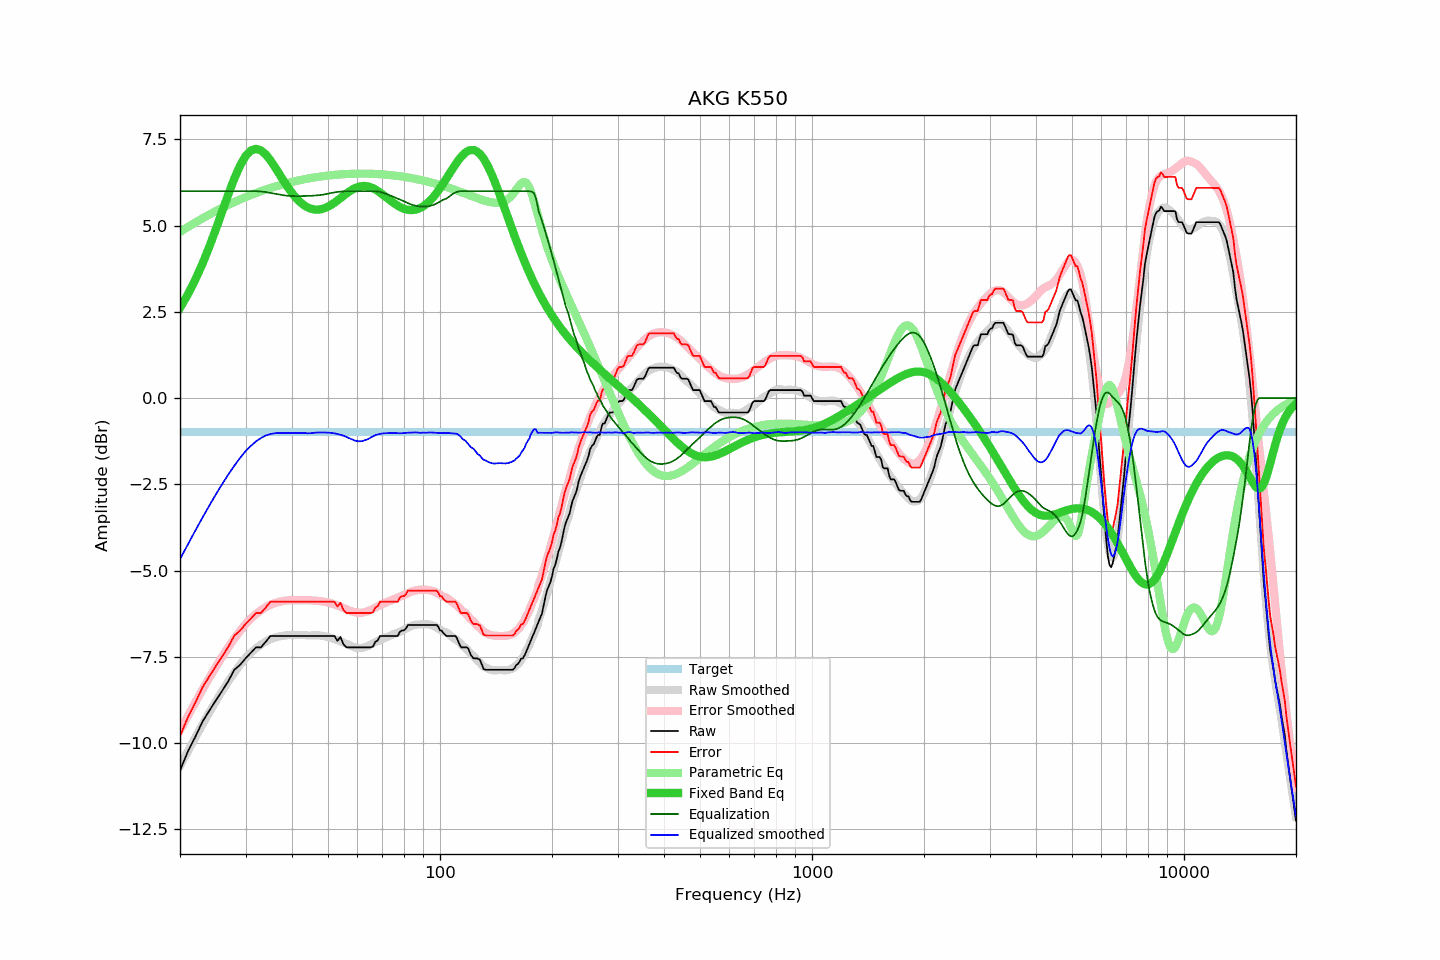 AKG K550
7.5
5.0
2.5
0.0
−2.5
−5.0
−7.5
−10.0
−12.5
Amplitude (dBr)
Target
Raw Smoothed
Error Smoothed
Raw
Error
Parametric Eq
Fixed Band Eq
Equalization
Equalized smoothed
100
1000
10000
Frequency (Hz)